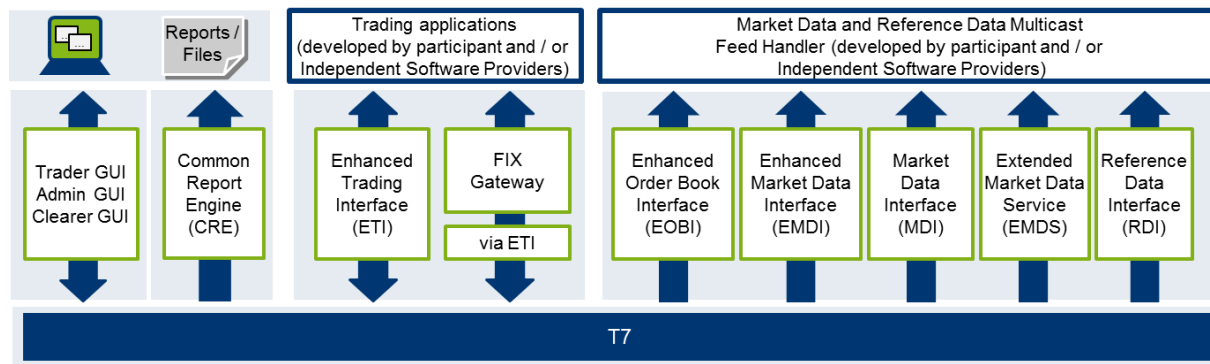 Reports /
Files
Trading applications
(developed by participant and / or
Independent Software Providers)
Market Data and Reference Data Multicast
Feed Handler (developed by participant and / or
Independent Software Providers)
Trader GUI
Admin GUI
Clearer GUI
Common
Report
Engine
(CRE)
Enhanced
Trading
Interface
(ETI)
FIX
Gateway
via ETI
Enhanced
Order Book
Interface
(EOBI)
Enhanced
Market Data
Interface
(EMDI)
Market
Data
Interface
(MDI)
Extended
Market Data
Service
(EMDS)
Reference
Data
Interface
(RDI)
T7